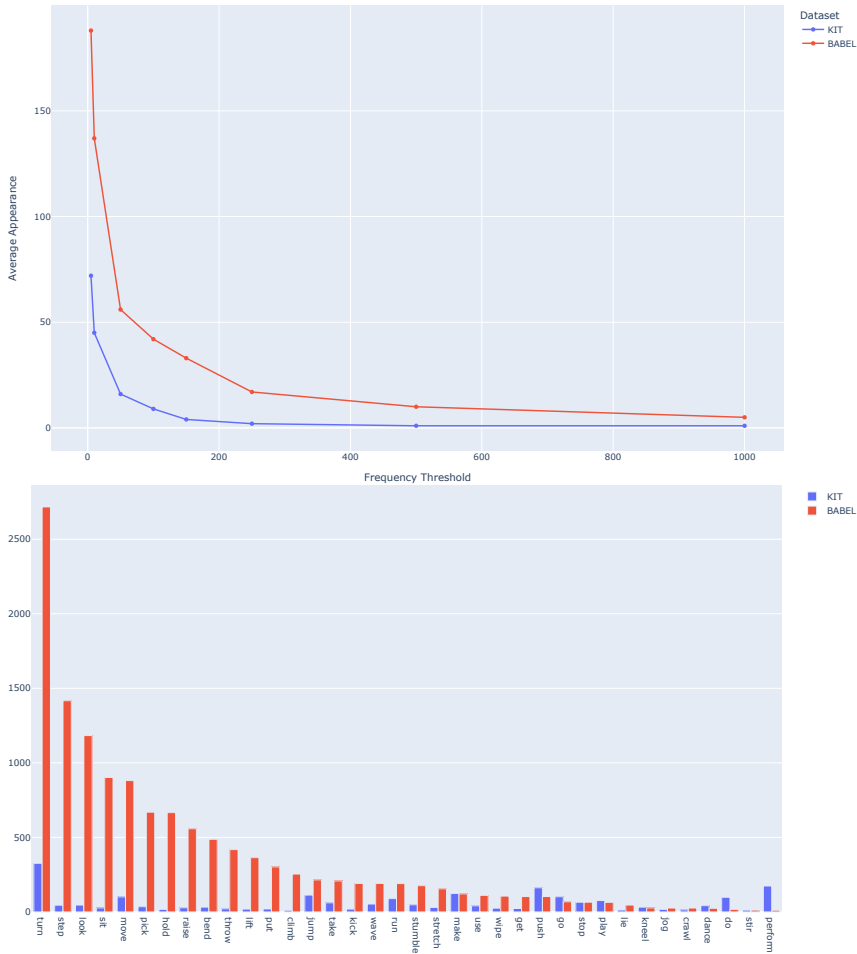 Dataset
KIT
BABEL
150
100
50
0
Average Appearance
0 200 400 600 800 1000
Frequency Threshold
KIT
BABEL
2500
2000
1500
1000
500
0
turn step look sit move pick hold raise bend throw lift put climb jump take kick wave run stumble stretch make use wipe get push go stop play lie kneel jog crawl dance do stir perform